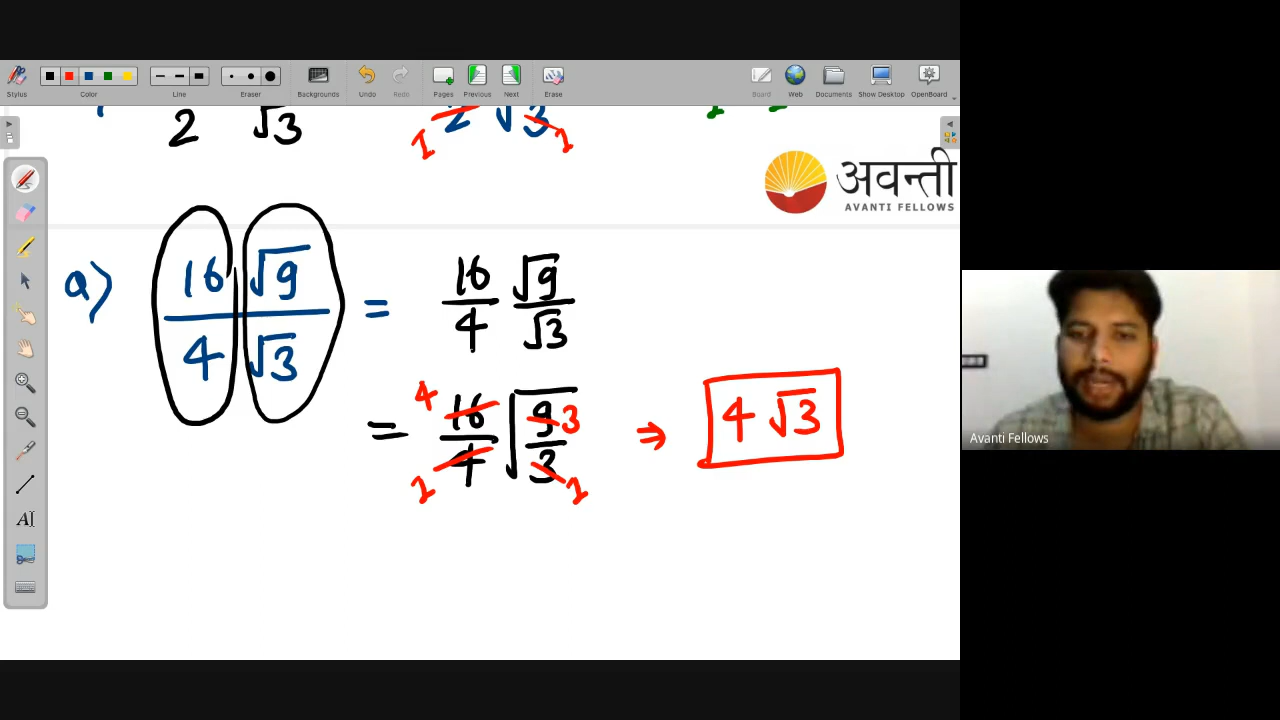 Stylus Color Line Eraser Backgrounds Undo Redo Pages Previous Next Erase Board Web Documents Show Desktop OpenBoard
2 √3 2 √3
1 1
अवन्ती
AVANTI FELLOWS
a) 16 √9 / 4 √3 = 16/4 √9/√3
= 16/4 √(9/3) ⇒ 4 √3
4 3
1 1
AI
Avanti Fellows